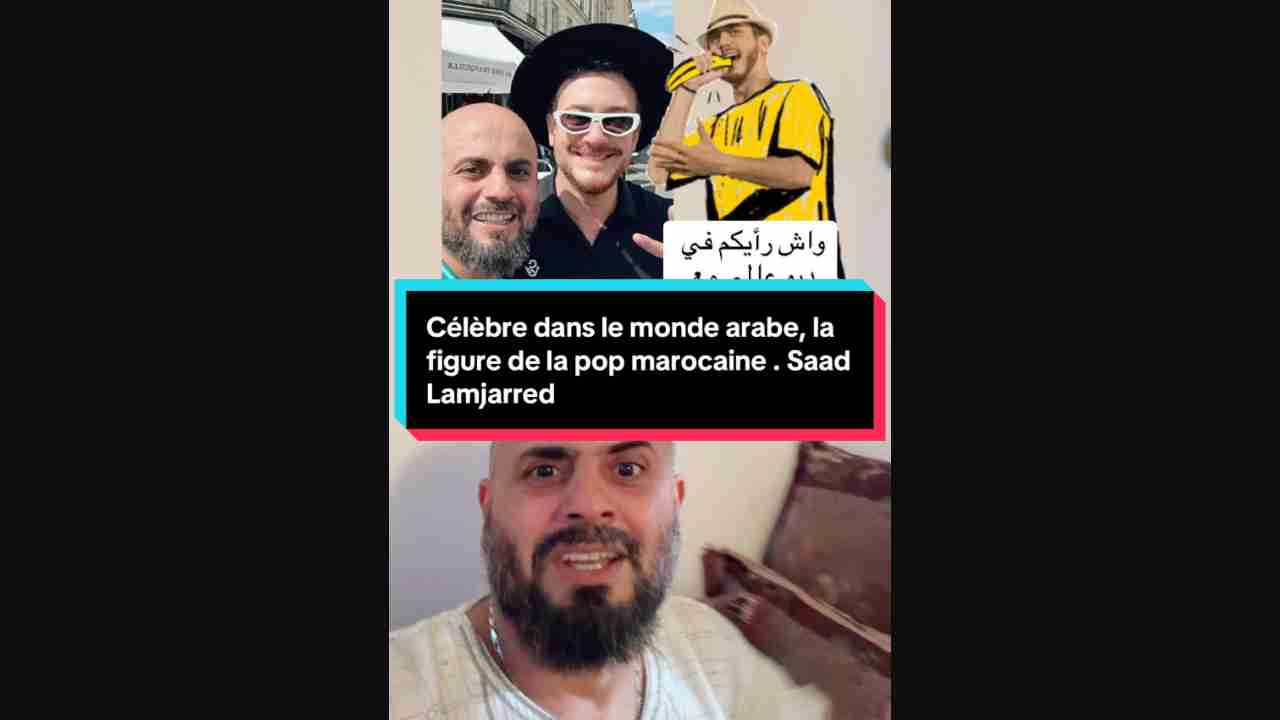 واش رأيكم في
Célèbre dans le monde arabe, la
figure de la pop marocaine . Saad
Lamjarred